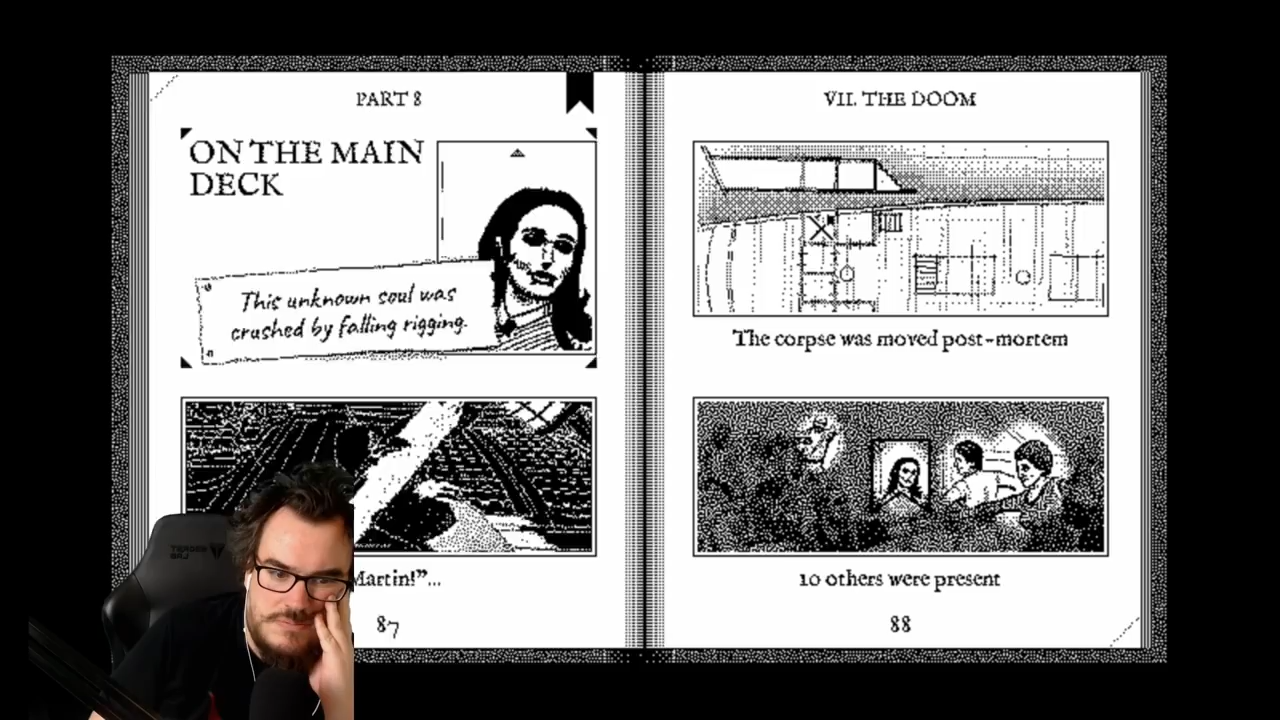 PART 8
ON THE MAIN
DECK
This unknown soul was
crushed by falling rigging.
Martin!”...
87
VII. THE DOOM
The corpse was moved post-mortem
10 others were present
88